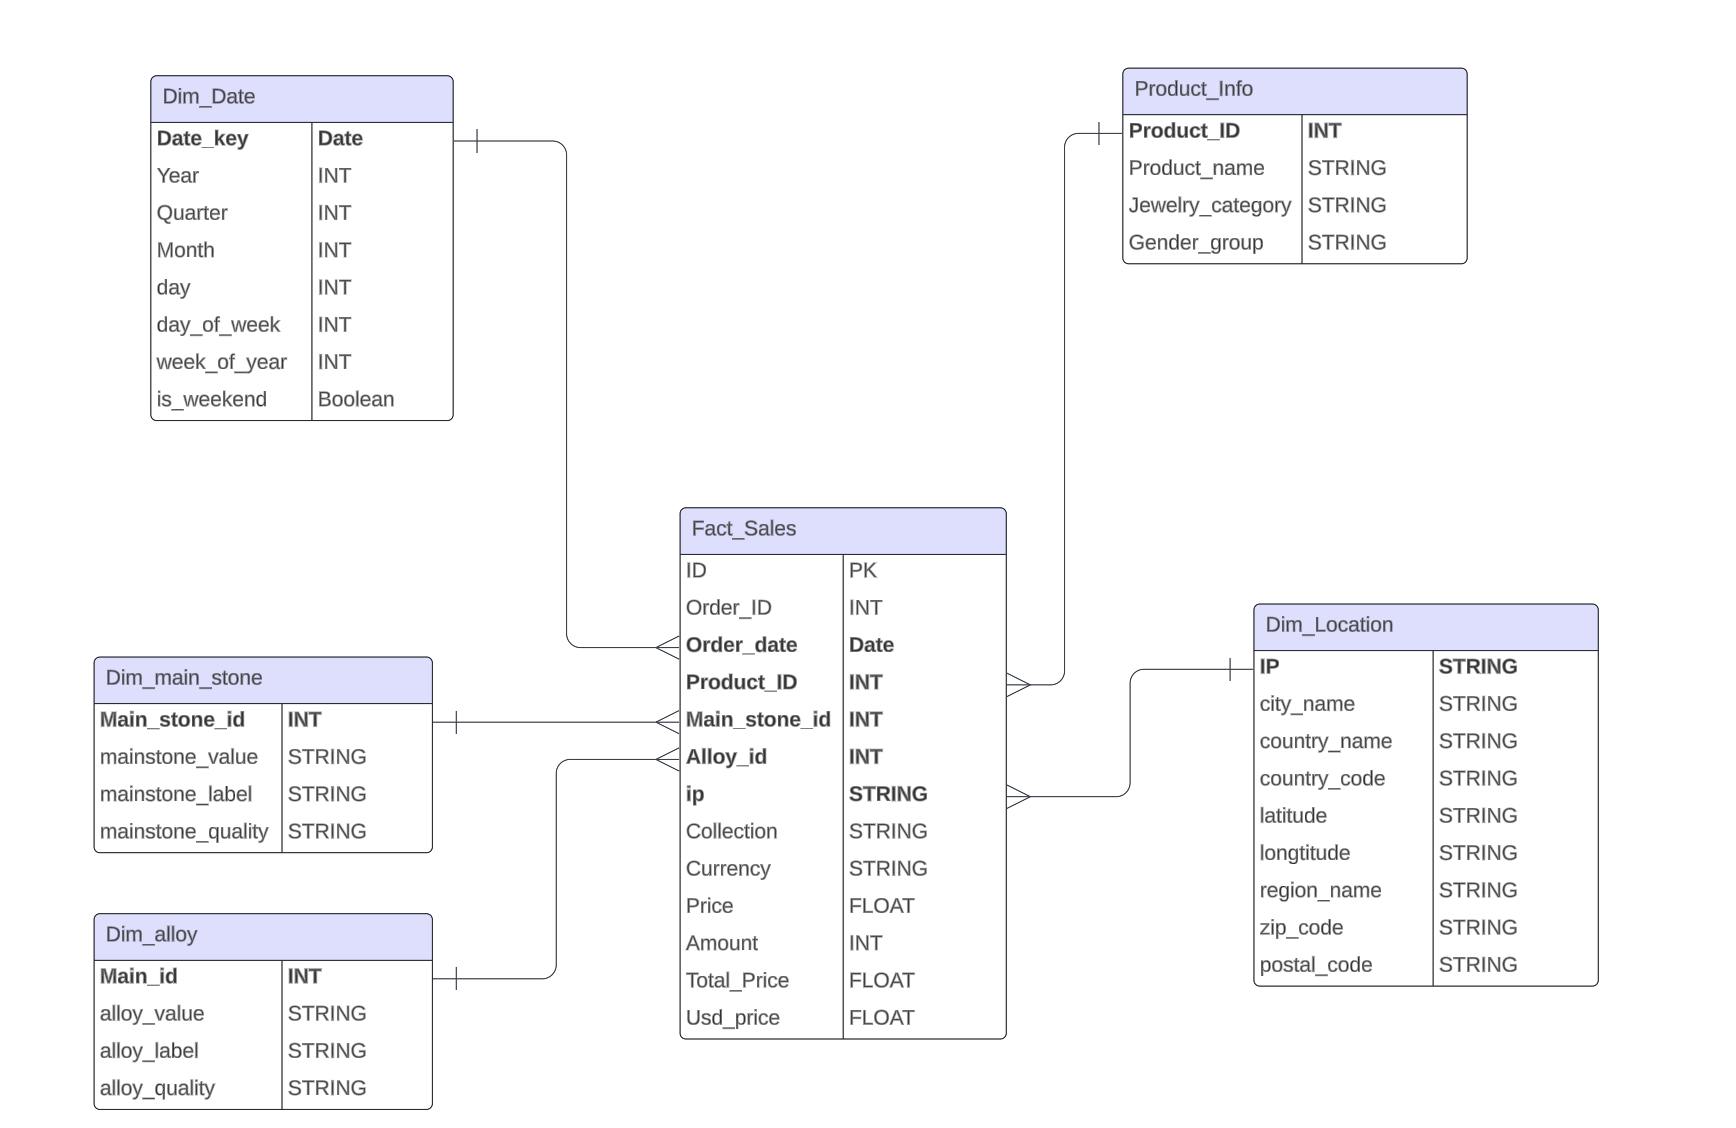 Dim_Date
Date_key Date
Year INT
Quarter INT
Month INT
day INT
day_of_week INT
week_of_year INT
is_weekend Boolean
Product_Info
Product_ID INT
Product_name STRING
Jewelry_category STRING
Gender_group STRING
Fact_Sales
ID PK
Order_ID INT
Order_date Date
Product_ID INT
Main_stone_id INT
Alloy_id INT
ip STRING
Collection STRING
Currency STRING
Price FLOAT
Amount INT
Total_Price FLOAT
Usd_price FLOAT
Dim_Location
IP STRING
city_name STRING
country_name STRING
country_code STRING
latitude STRING
longtitude STRING
region_name STRING
zip_code STRING
postal_code STRING
Dim_main_stone
Main_stone_id INT
mainstone_value STRING
mainstone_label STRING
mainstone_quality STRING
Dim_alloy
Main_id INT
alloy_value STRING
alloy_label STRING
alloy_quality STRING